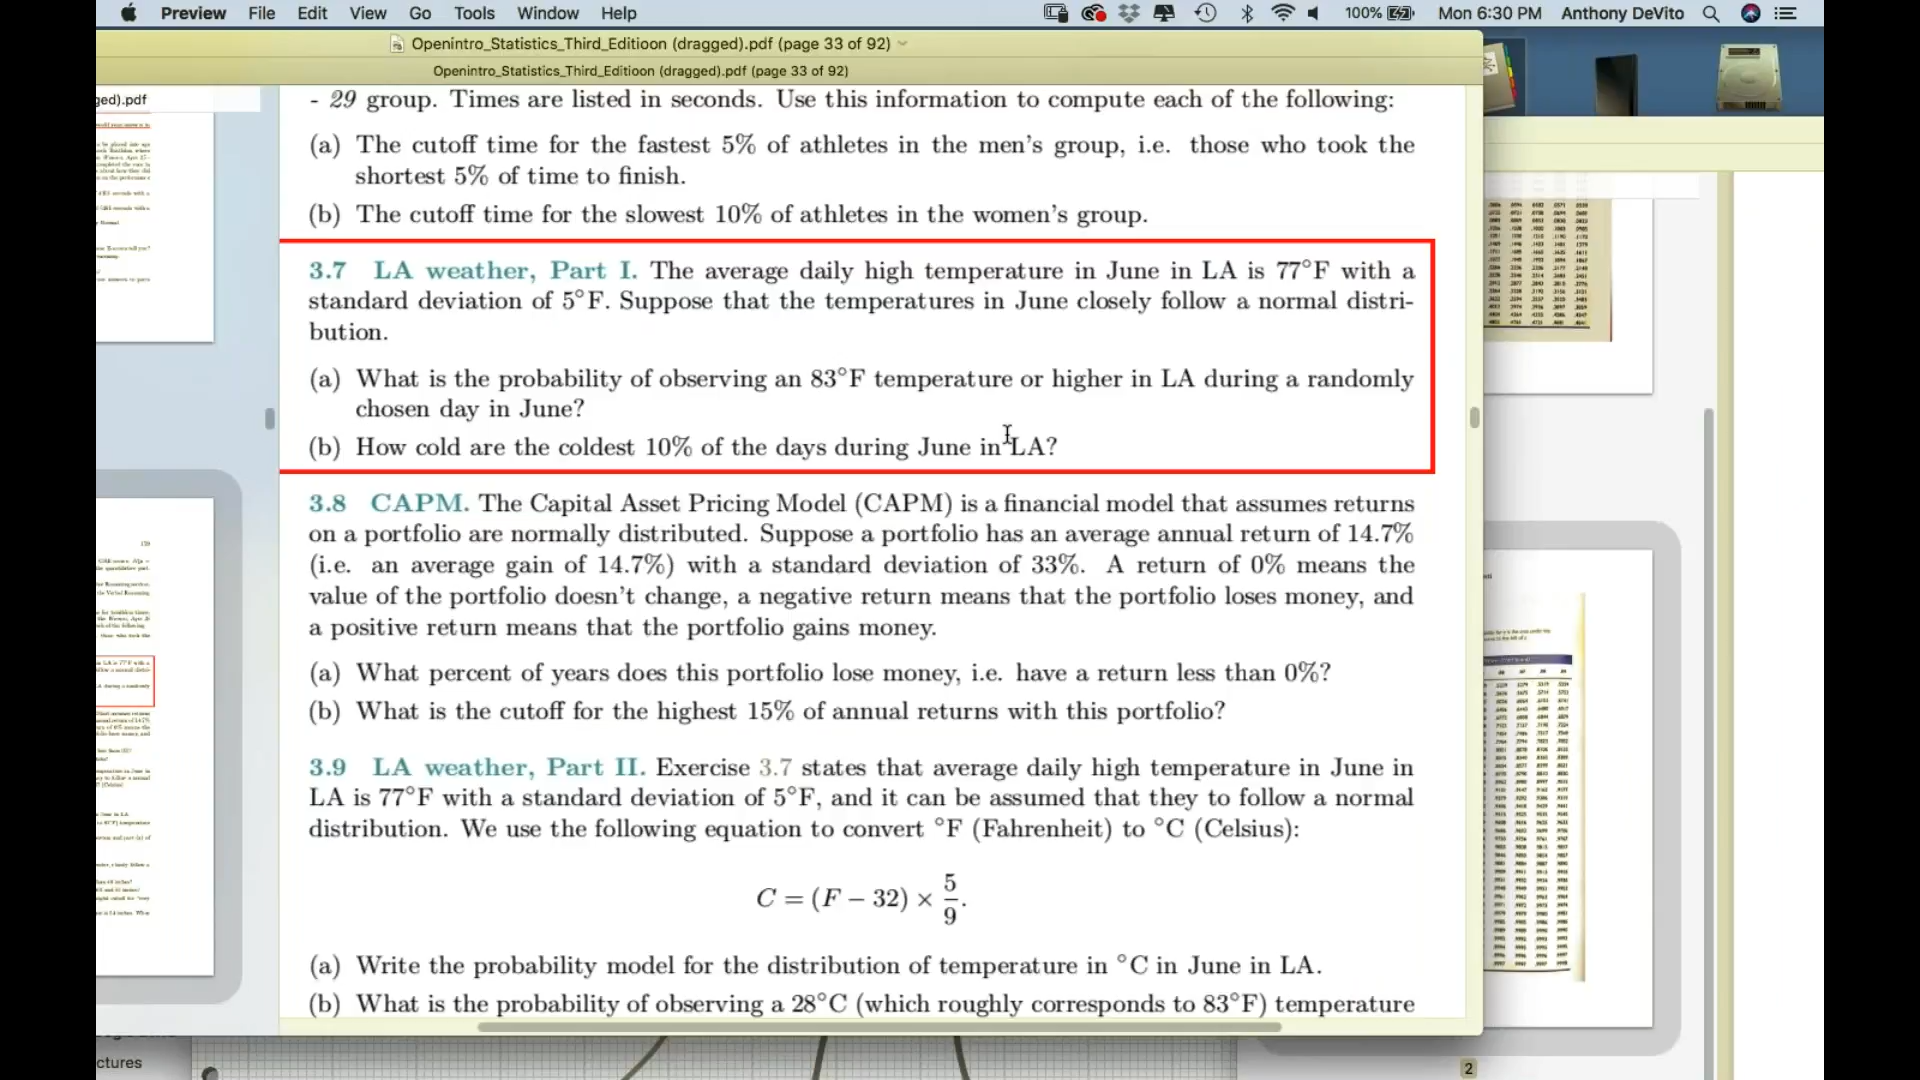 Preview File Edit View Go Tools Window Help 100% Mon 6:30 PM Anthony DeVito
Openintro_Statistics_Third_Editioon (dragged).pdf (page 33 of 92)
Openintro_Statistics_Third_Editioon (dragged).pdf (page 33 of 92)
ged).pdf
- 29 group. Times are listed in seconds. Use this information to compute each of the following:
(a) The cutoff time for the fastest 5% of athletes in the men's group, i.e. those who took the
shortest 5% of time to finish.
(b) The cutoff time for the slowest 10% of athletes in the women's group.
3.7 LA weather, Part I. The average daily high temperature in June in LA is 77°F with a
standard deviation of 5°F. Suppose that the temperatures in June closely follow a normal distri-
bution.
(a) What is the probability of observing an 83°F temperature or higher in LA during a randomly
chosen day in June?
(b) How cold are the coldest 10% of the days during June in LA?
3.8 CAPM. The Capital Asset Pricing Model (CAPM) is a financial model that assumes returns
on a portfolio are normally distributed. Suppose a portfolio has an average annual return of 14.7%
(i.e. an average gain of 14.7%) with a standard deviation of 33%. A return of 0% means the
value of the portfolio doesn't change, a negative return means that the portfolio loses money, and
a positive return means that the portfolio gains money.
(a) What percent of years does this portfolio lose money, i.e. have a return less than 0%?
(b) What is the cutoff for the highest 15% of annual returns with this portfolio?
3.9 LA weather, Part II. Exercise 3.7 states that average daily high temperature in June in
LA is 77°F with a standard deviation of 5°F, and it can be assumed that they to follow a normal
distribution. We use the following equation to convert °F (Fahrenheit) to °C (Celsius):
C = (F − 32) × 5/9.
(a) Write the probability model for the distribution of temperature in °C in June in LA.
(b) What is the probability of observing a 28°C (which roughly corresponds to 83°F) temperature
ctures
2